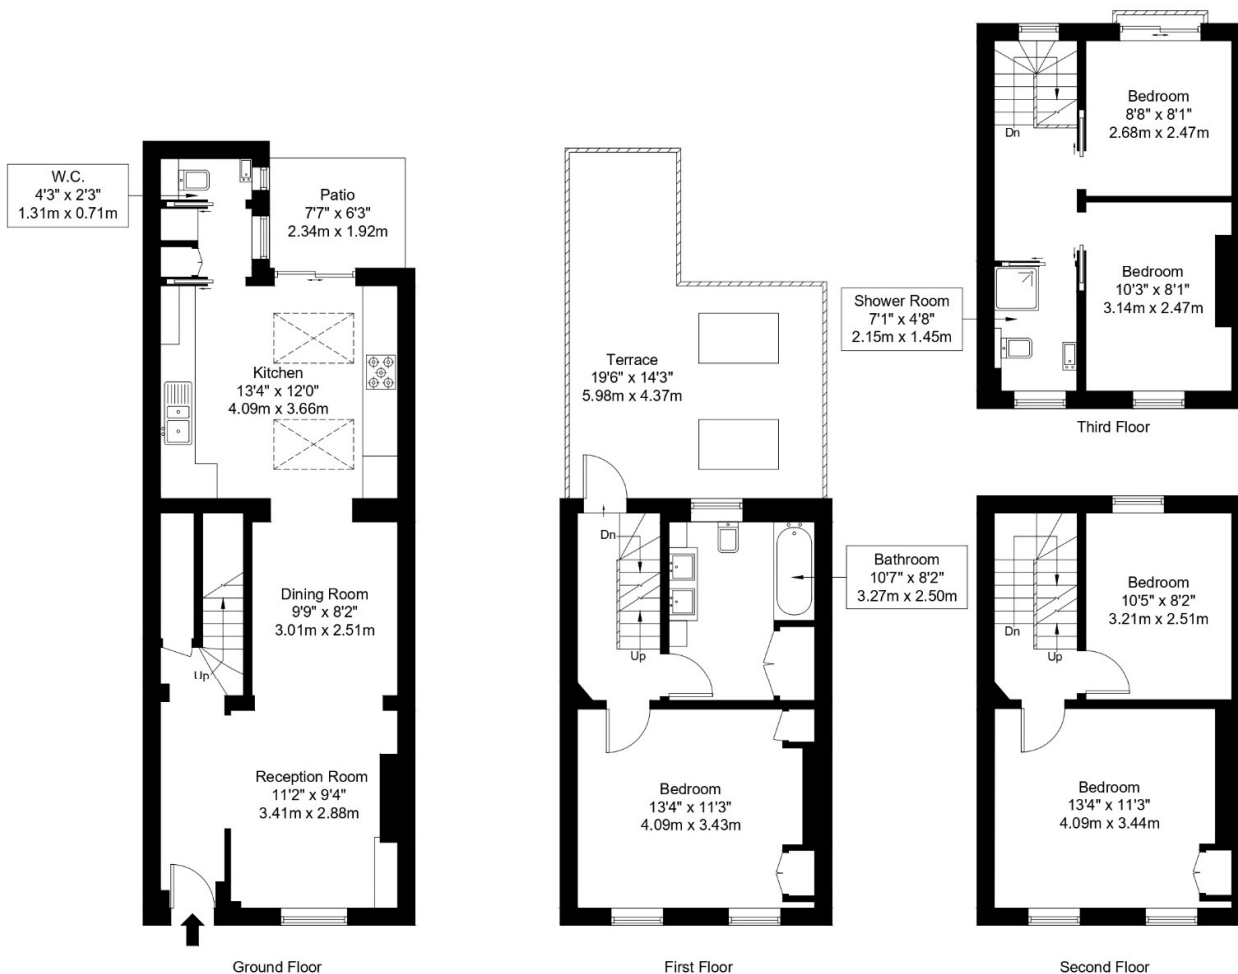 W.C.
4'3" x 2'3"
1.31m x 0.71m
Patio
7'7" x 6'3"
2.34m x 1.92m
Kitchen
13'4" x 12'0"
4.09m x 3.66m
Dining Room
9'9" x 8'2"
3.01m x 2.51m
Up
Reception Room
11'2" x 9'4"
3.41m x 2.88m
Ground Floor
Terrace
19'6" x 14'3"
5.98m x 4.37m
Dn
Up
Bathroom
10'7" x 8'2"
3.27m x 2.50m
Bedroom
13'4" x 11'3"
4.09m x 3.43m
First Floor
Dn
Bedroom
8'8" x 8'1"
2.68m x 2.47m
Bedroom
10'3" x 8'1"
3.14m x 2.47m
Shower Room
7'1" x 4'8"
2.15m x 1.45m
Third Floor
Dn
Up
Bedroom
10'5" x 8'2"
3.21m x 2.51m
Bedroom
13'4" x 11'3"
4.09m x 3.44m
Second Floor